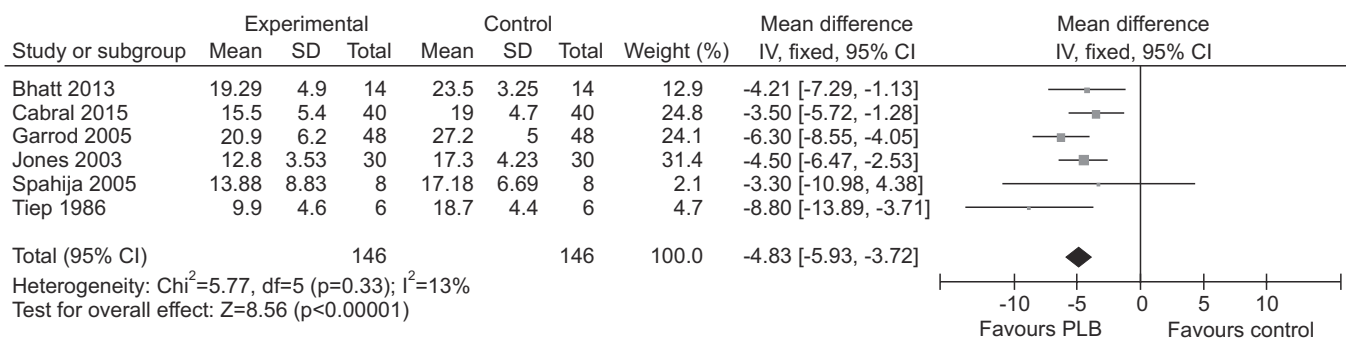 Experimental Control Mean difference Mean difference
Study or subgroup Mean SD Total Mean SD Total Weight (%) IV, fixed, 95% CI IV, fixed, 95% CI
Bhatt 2013 19.29 4.9 14 23.5 3.25 14 12.9 -4.21 [-7.29, -1.13]
Cabral 2015 15.5 5.4 40 19 4.7 40 24.8 -3.50 [-5.72, -1.28]
Garrod 2005 20.9 6.2 48 27.2 5 48 24.1 -6.30 [-8.55, -4.05]
Jones 2003 12.8 3.53 30 17.3 4.23 30 31.4 -4.50 [-6.47, -2.53]
Spahija 2005 13.88 8.83 8 17.18 6.69 8 2.1 -3.30 [-10.98, 4.38]
Tiep 1986 9.9 4.6 6 18.7 4.4 6 4.7 -8.80 [-13.89, -3.71]
Total (95% CI) 146 146 100.0 -4.83 [-5.93, -3.72]
Heterogeneity: Chi²=5.77, df=5 (p=0.33); I²=13%
Test for overall effect: Z=8.56 (p<0.00001)
-10 -5 0 5 10
Favours PLB Favours control